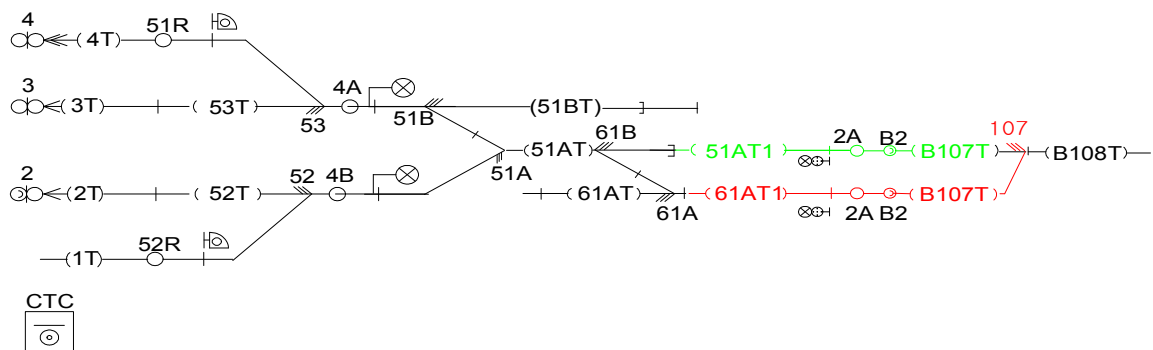 4 (4T) 51R
3 (3T) ( 53T) 53 4A 51B (51BT)
(51AT) 51A 61B ( 51AT1 ) 2A B2 (B107T) 107 (B108T)
2 (2T) ( 52T) 52 4B (61AT) 61A (61AT1 ) 2A B2 (B107T)
(1T) 52R
CTC